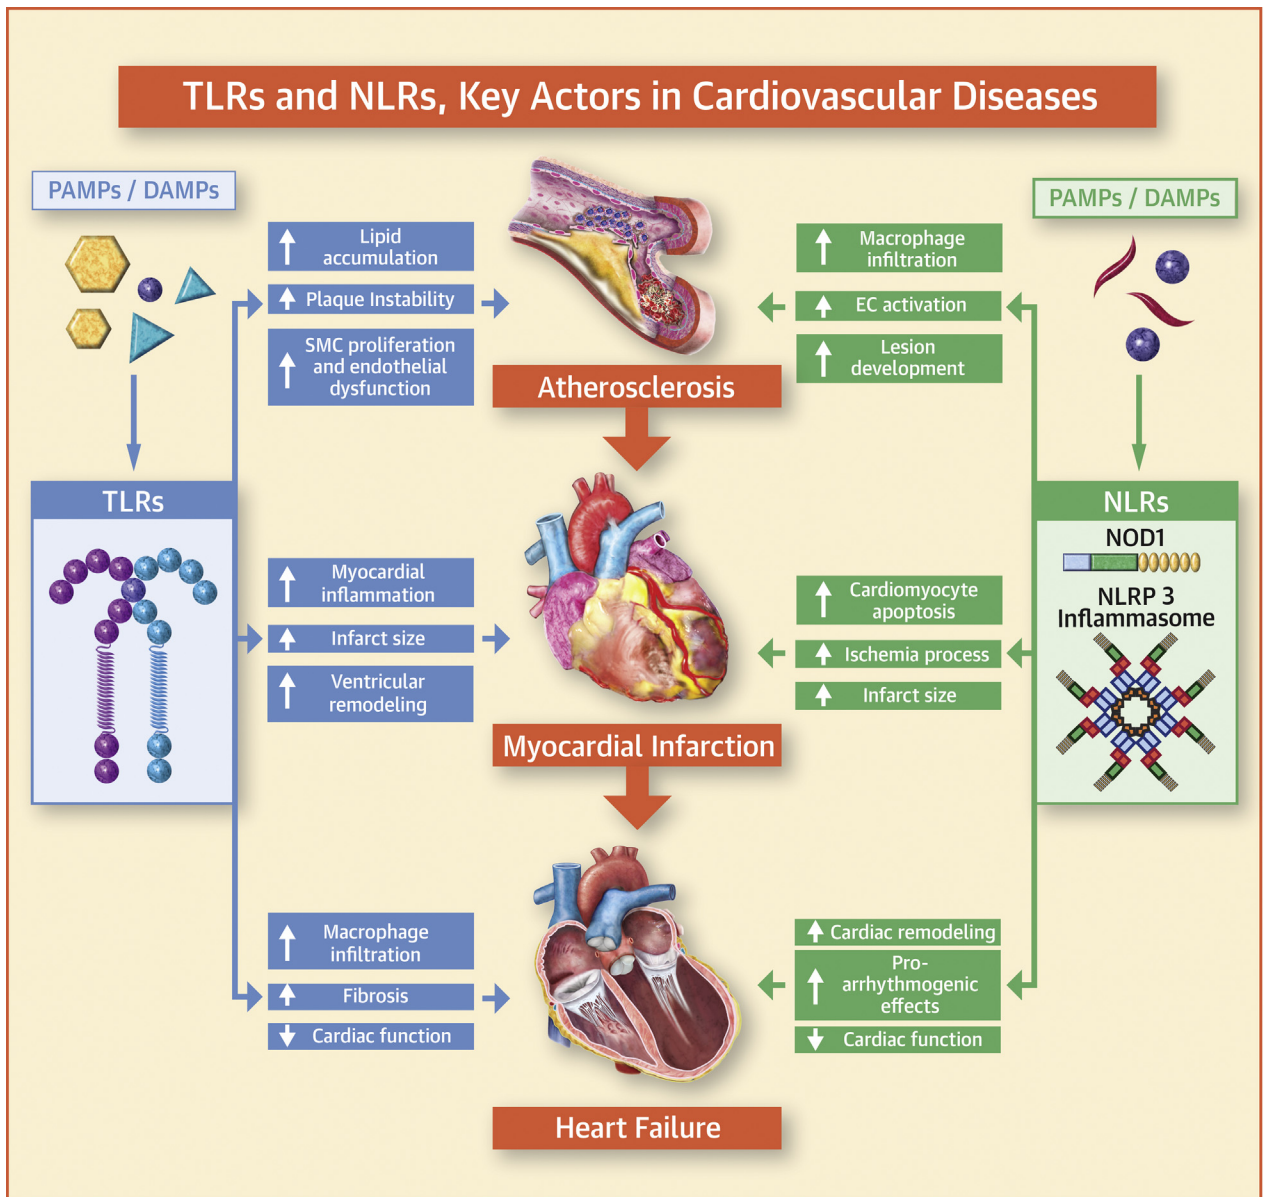 TLRs and NLRs, Key Actors in Cardiovascular Diseases
PAMPs / DAMPs
Lipid
accumulation
Plaque Instability
SMC proliferation
and endothelial
dysfunction
Atherosclerosis
Macrophage
infiltration
EC activation
Lesion
development
PAMPs / DAMPs
TLRs
Myocardial
inflammation
Infarct size
Ventricular
remodeling
Myocardial Infarction
Cardiomyocyte
apoptosis
Ischemia process
Infarct size
NLRs
NOD1
NLRP 3
Inflammasome
Macrophage
infiltration
Fibrosis
Cardiac function
Cardiac remodeling
Pro-
arrhythmogenic
effects
Cardiac function
Heart Failure